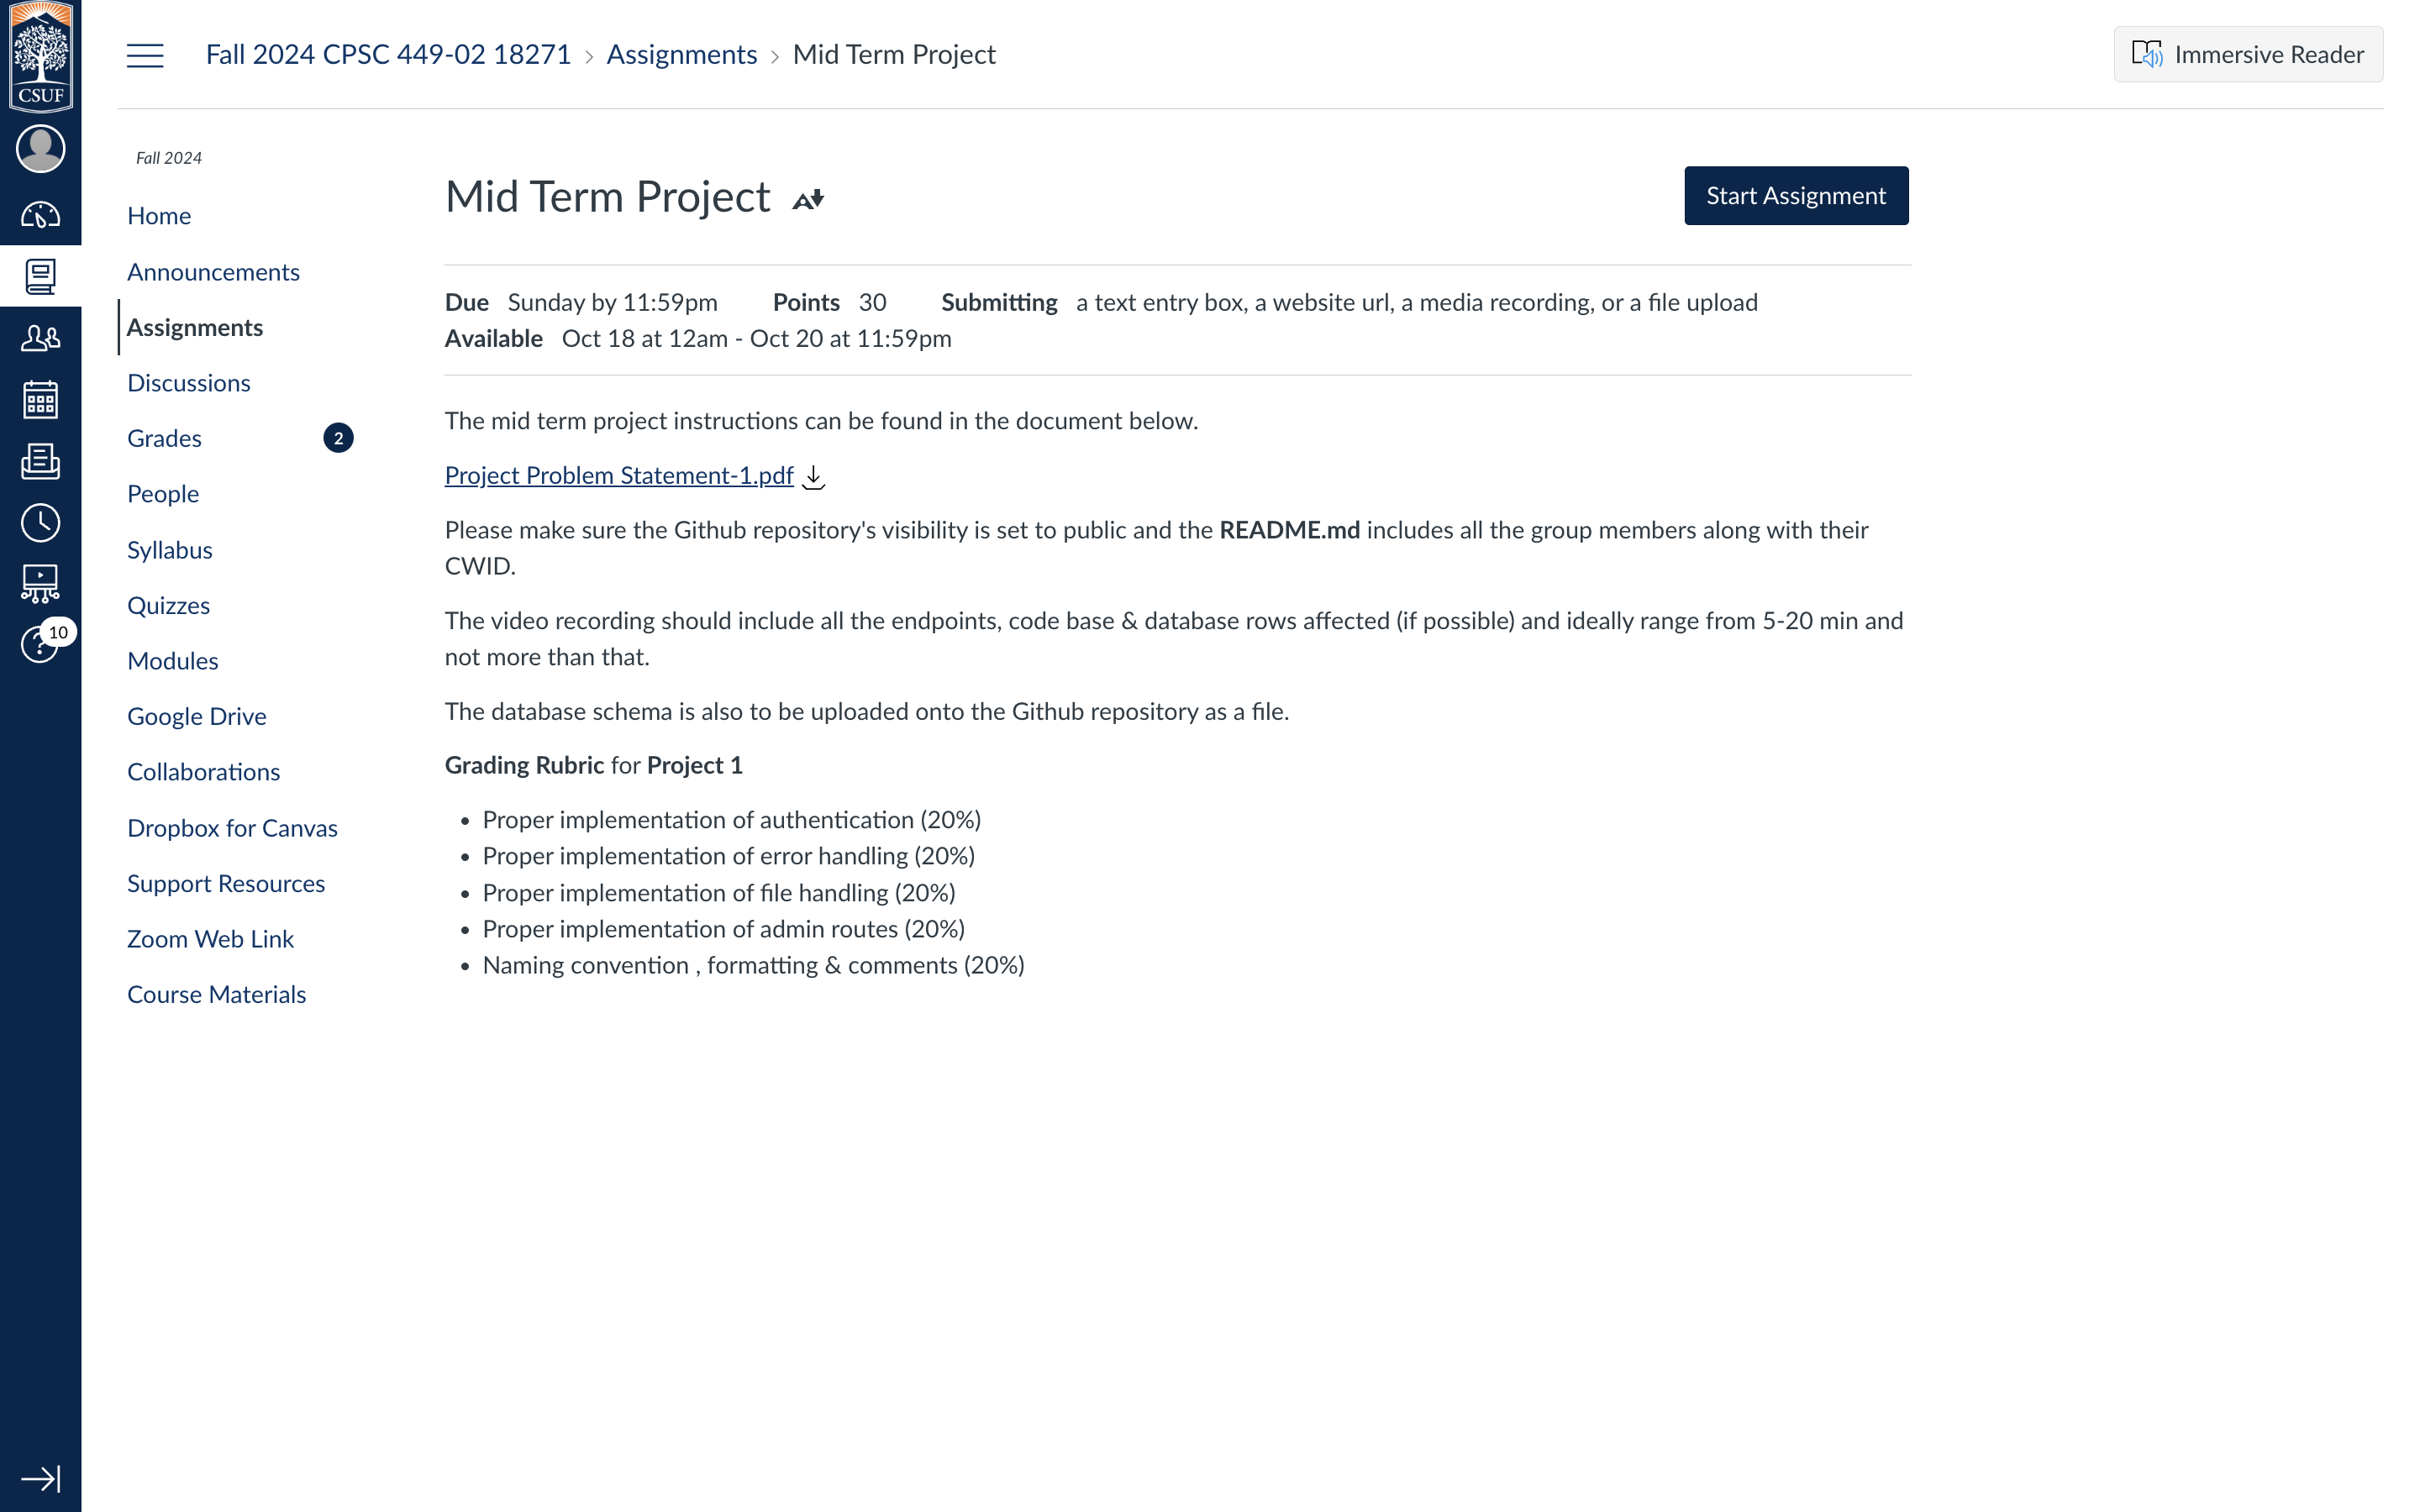 CSUF
Fall 2024 CPSC 449-02 18271 › Assignments › Mid Term Project
Immersive Reader
Fall 2024
Home
Announcements
Assignments
Discussions
Grades 2
People
Syllabus
Quizzes
10
Modules
Google Drive
Collaborations
Dropbox for Canvas
Support Resources
Zoom Web Link
Course Materials
Mid Term Project
Start Assignment
Due Sunday by 11:59pm Points 30 Submitting a text entry box, a website url, a media recording, or a file upload
Available Oct 18 at 12am - Oct 20 at 11:59pm
The mid term project instructions can be found in the document below.
Project Problem Statement-1.pdf
Please make sure the Github repository's visibility is set to public and the README.md includes all the group members along with their
CWID.
The video recording should include all the endpoints, code base & database rows affected (if possible) and ideally range from 5-20 min and
not more than that.
The database schema is also to be uploaded onto the Github repository as a file.
Grading Rubric for Project 1
• Proper implementation of authentication (20%)
• Proper implementation of error handling (20%)
• Proper implementation of file handling (20%)
• Proper implementation of admin routes (20%)
• Naming convention , formatting & comments (20%)